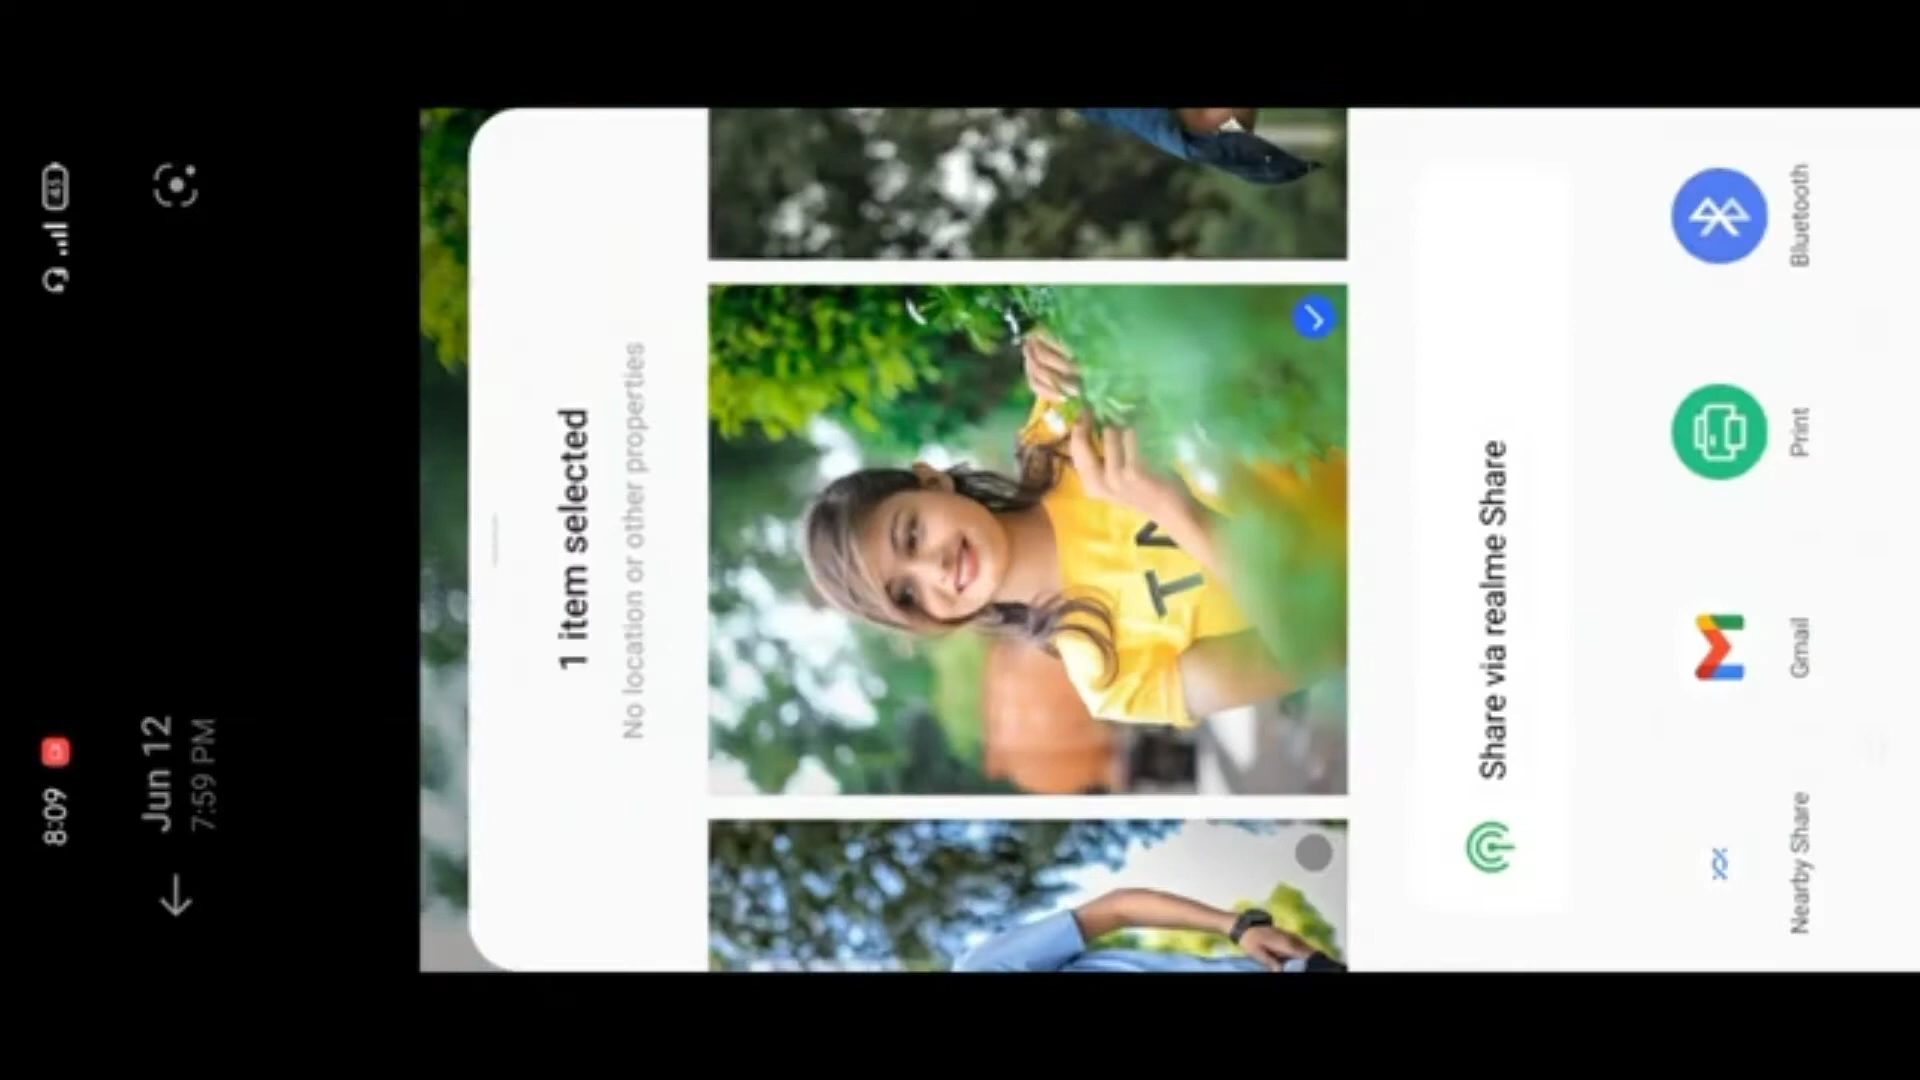 8:09
45
Jun 12
7:59 PM
1 item selected
No location or other properties
Share via realme Share
Nearby Share
Gmail
Print
Bluetooth